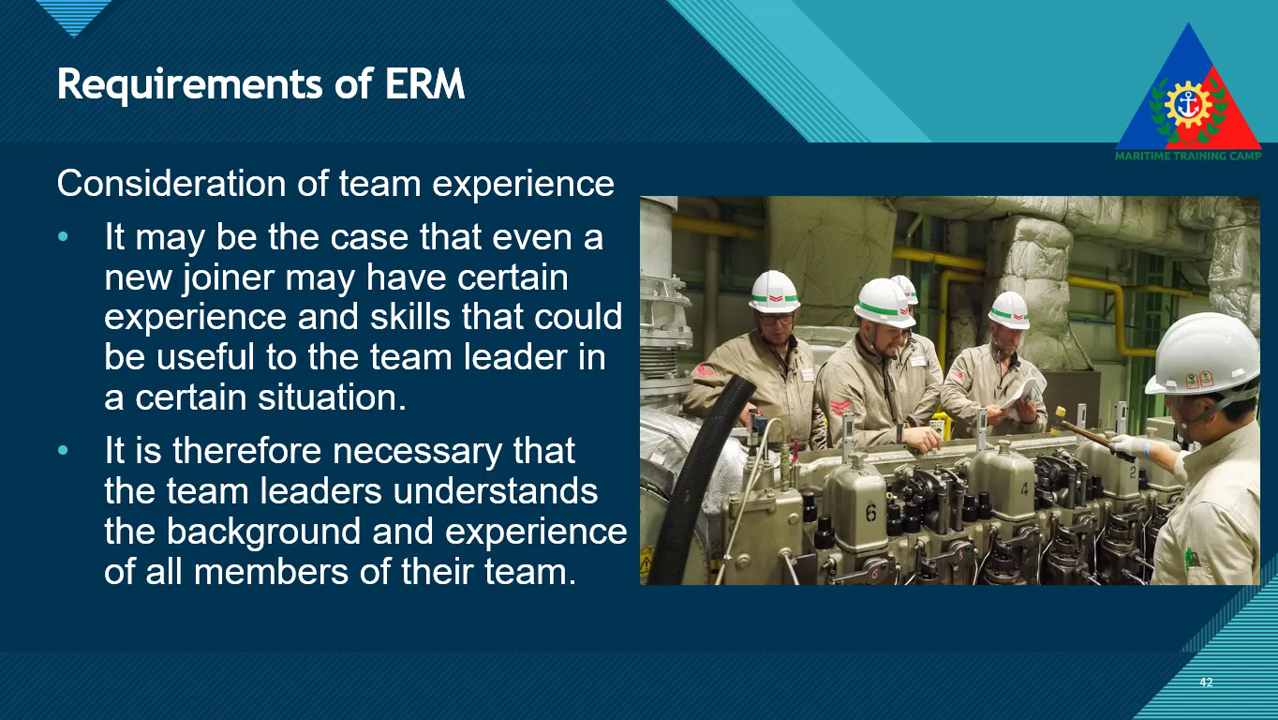 Requirements of ERM
MARITIME TRAINING CAMP
Consideration of team experience
• It may be the case that even a
new joiner may have certain
experience and skills that could
be useful to the team leader in
a certain situation.
• It is therefore necessary that
the team leaders understands
the background and experience
of all members of their team.
6
4
2
42